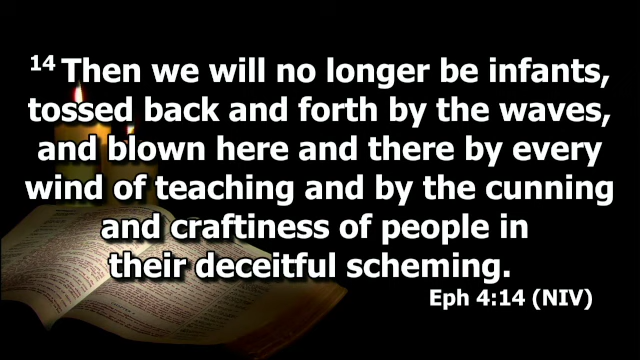 14 Then we will no longer be infants,
tossed back and forth by the waves,
and blown here and there by every
wind of teaching and by the cunning
and craftiness of people in
their deceitful scheming.
Eph 4:14 (NIV)